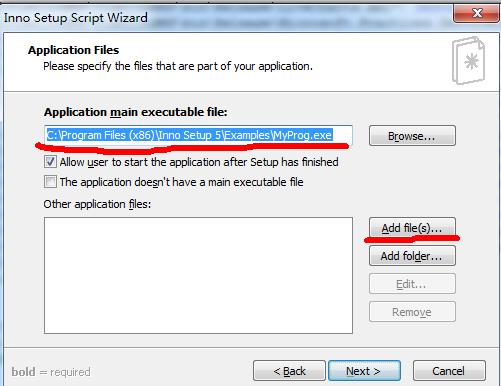 Inno Setup Script Wizard
Application Files
Please specify the files that are part of your application.
Application main executable file:
C:\Program Files (x86)\Inno Setup 5\Examples\MyProg.exe
Browse...
Allow user to start the application after Setup has finished
The application doesn't have a main executable file
Other application files:
Add file(s)...
Add folder...
Edit...
Remove
bold = required
< Back
Next >
Cancel